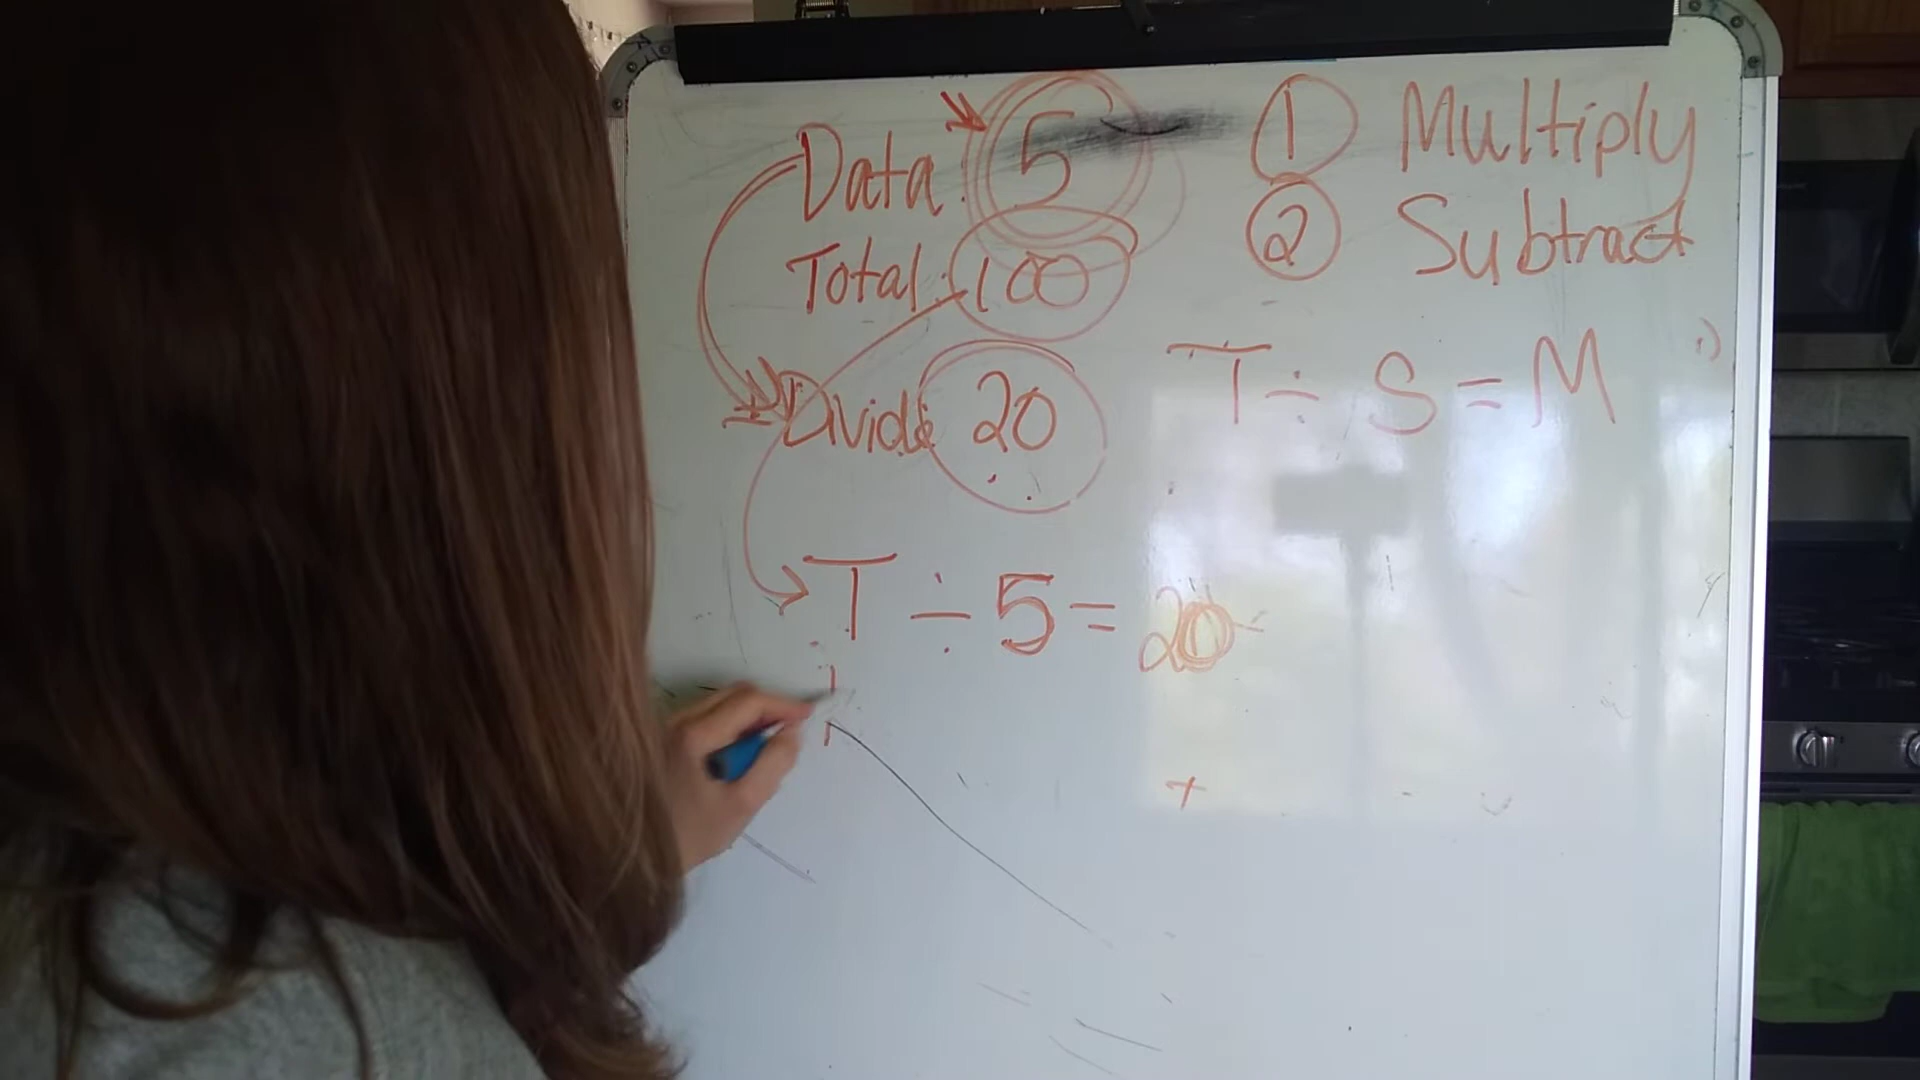 Data: 5
Total: 100
Divide 20
T ÷ 5 = 20
① Multiply
② Subtract
T ÷ S = M